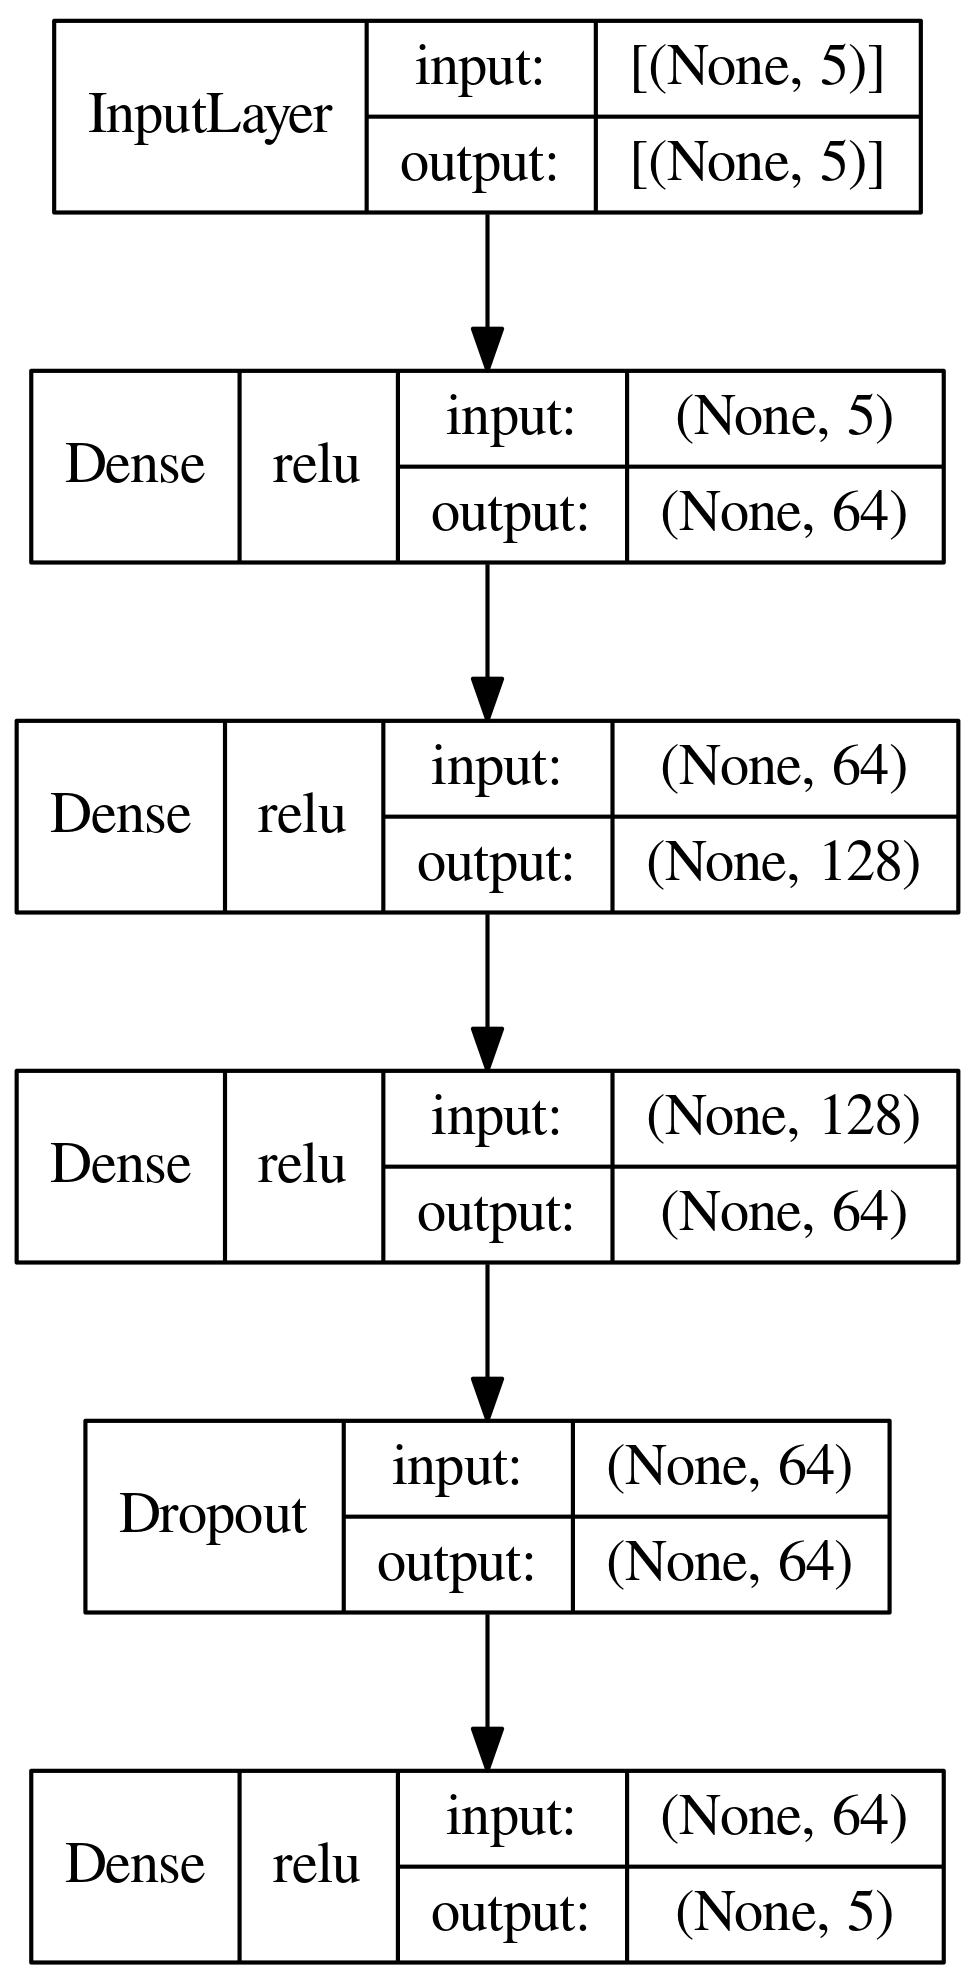 InputLayer
input: [(None, 5)]
output: [(None, 5)]
Dense relu
input: (None, 5)
output: (None, 64)
Dense relu
input: (None, 64)
output: (None, 128)
Dense relu
input: (None, 128)
output: (None, 64)
Dropout
input: (None, 64)
output: (None, 64)
Dense relu
input: (None, 64)
output: (None, 5)